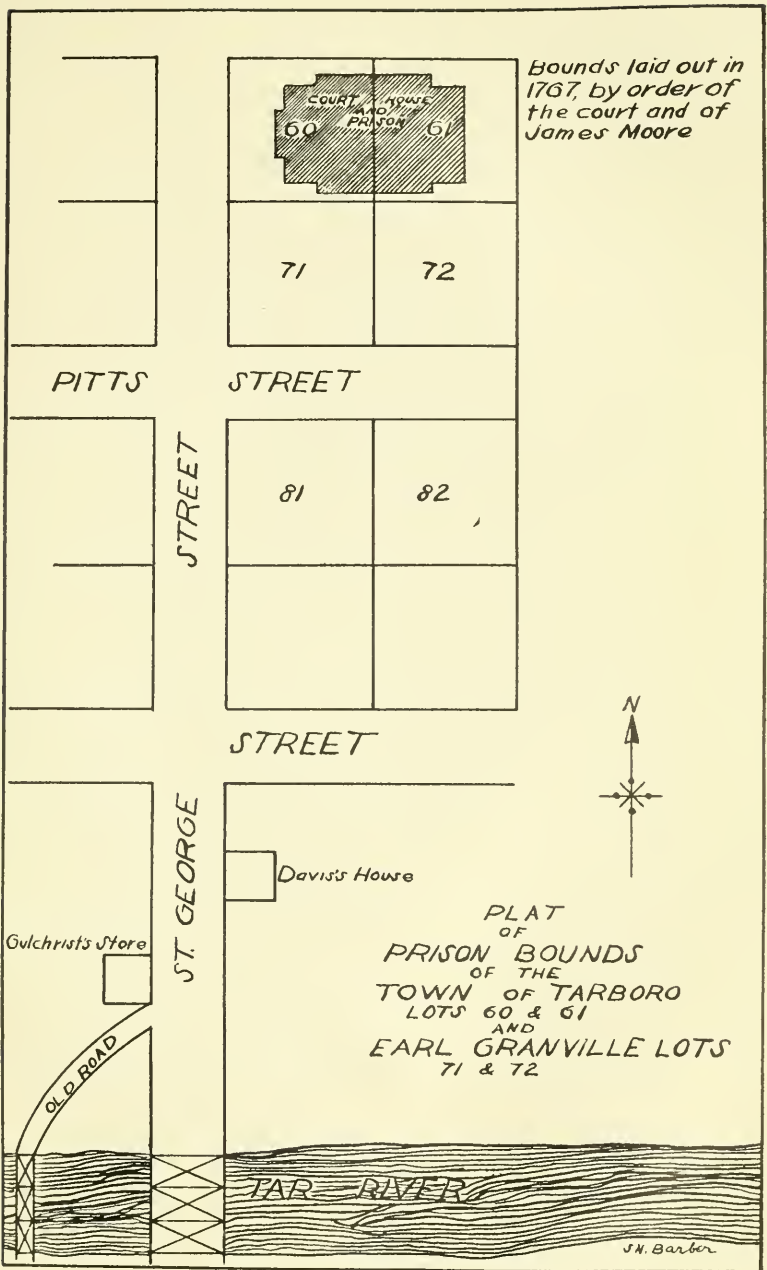 Bounds laid out in
1767, by order of
the court and of
James Moore
COURT HOUSE
AND
PRISON
60
61
71
72
PITTS STREET
STREET
81
82
STREET
N
ST. GEORGE
Davis's House
Gulchrist's Store
OLD ROAD
PLAT
OF
PRISON BOUNDS
OF THE
TOWN OF TARBORO
LOTS 60 & 61
AND
EARL GRANVILLE LOTS
71 & 72
TAR RIVER
S.N. Barber